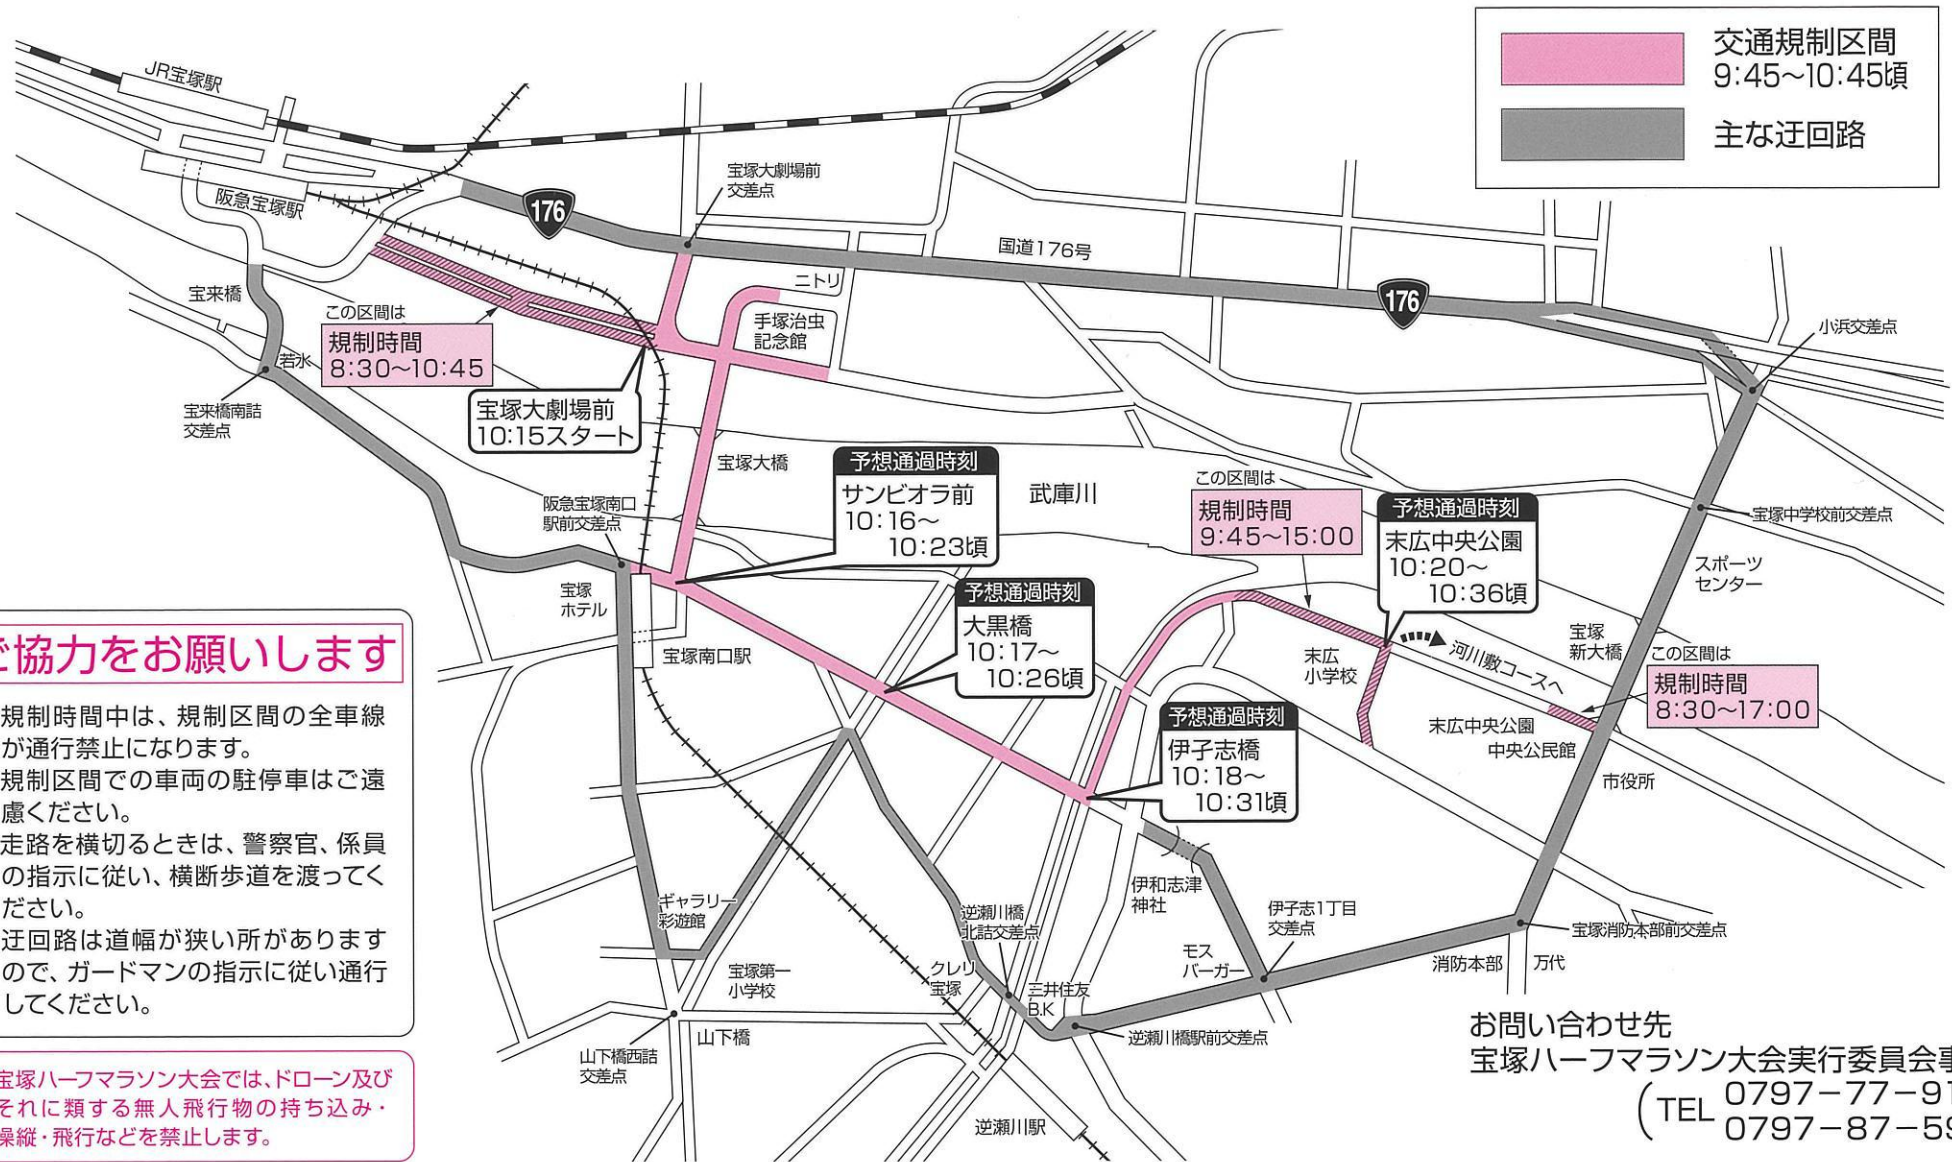 交通規制区間
9:45〜10:45頃
主な迂回路
JR宝塚駅
阪急宝塚駅
176
宝塚大劇場前
交差点
国道176号
176
小浜交差点
ニトリ
手塚治虫
記念館
宝来橋
この区間は
規制時間
8:30〜10:45
若水
宝来橋南詰
交差点
宝塚大劇場前
10:15スタート
宝塚大橋
予想通過時刻
サンビオラ前
10:16〜
10:23頃
武庫川
この区間は
規制時間
9:45〜15:00
予想通過時刻
末広中央公園
10:20〜
10:36頃
宝塚中学校前交差点
スポーツ
センター
阪急宝塚南口
駅前交差点
宝塚
ホテル
宝塚南口駅
予想通過時刻
大黒橋
10:17〜
10:26頃
末広
小学校
河川敷コースへ
宝塚
新大橋
この区間は
規制時間
8:30〜17:00
末広中央公園
中央公民館
市役所
予想通過時刻
伊孑志橋
10:18〜
10:31頃
伊和志津
神社
伊孑志1丁目
交差点
モス
バーガー
逆瀬川橋
北詰交差点
ギャラリー
彩遊館
宝塚第一
小学校
クレリ
宝塚
三井住友
B.K
逆瀬川橋駅前交差点
山下橋
山下橋西詰
交差点
逆瀬川駅
宝塚消防本部前交差点
消防本部
万代
ご協力をお願いします
規制時間中は、規制区間の全車線
が通行禁止になります。
規制区間での車両の駐停車はご遠
慮ください。
走路を横切るときは、警察官、係員
の指示に従い、横断歩道を渡ってく
ださい。
迂回路は道幅が狭い所があります
ので、ガードマンの指示に従い通行
してください。
宝塚ハーフマラソン大会では、ドローン及び
それに類する無人飛行物の持ち込み・
操縦・飛行などを禁止します。
お問い合わせ先
宝塚ハーフマラソン大会実行委員会事
(TEL 0797-77-91
0797-87-59